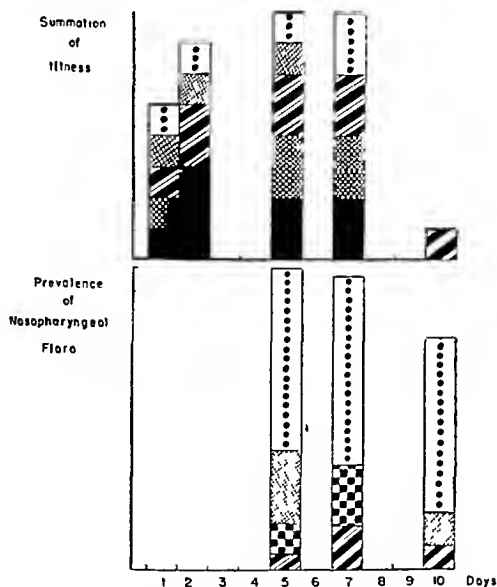 Summation
of
Illness
Prevalence
of
Nasopharyngeal
Flora
1 2 3 4 5 6 7 8 9 10 Days